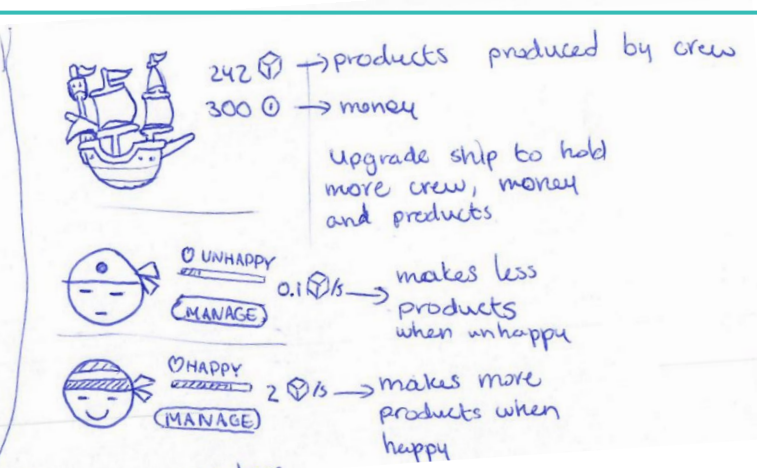 242 → products produced by crew
300 → money
upgrade ship to hold
more crew, money
and products
UNHAPPY
0.1 /s → makes less
MANAGE
products
when unhappy
HAPPY
2 /s → makes more
MANAGE
products when
happy